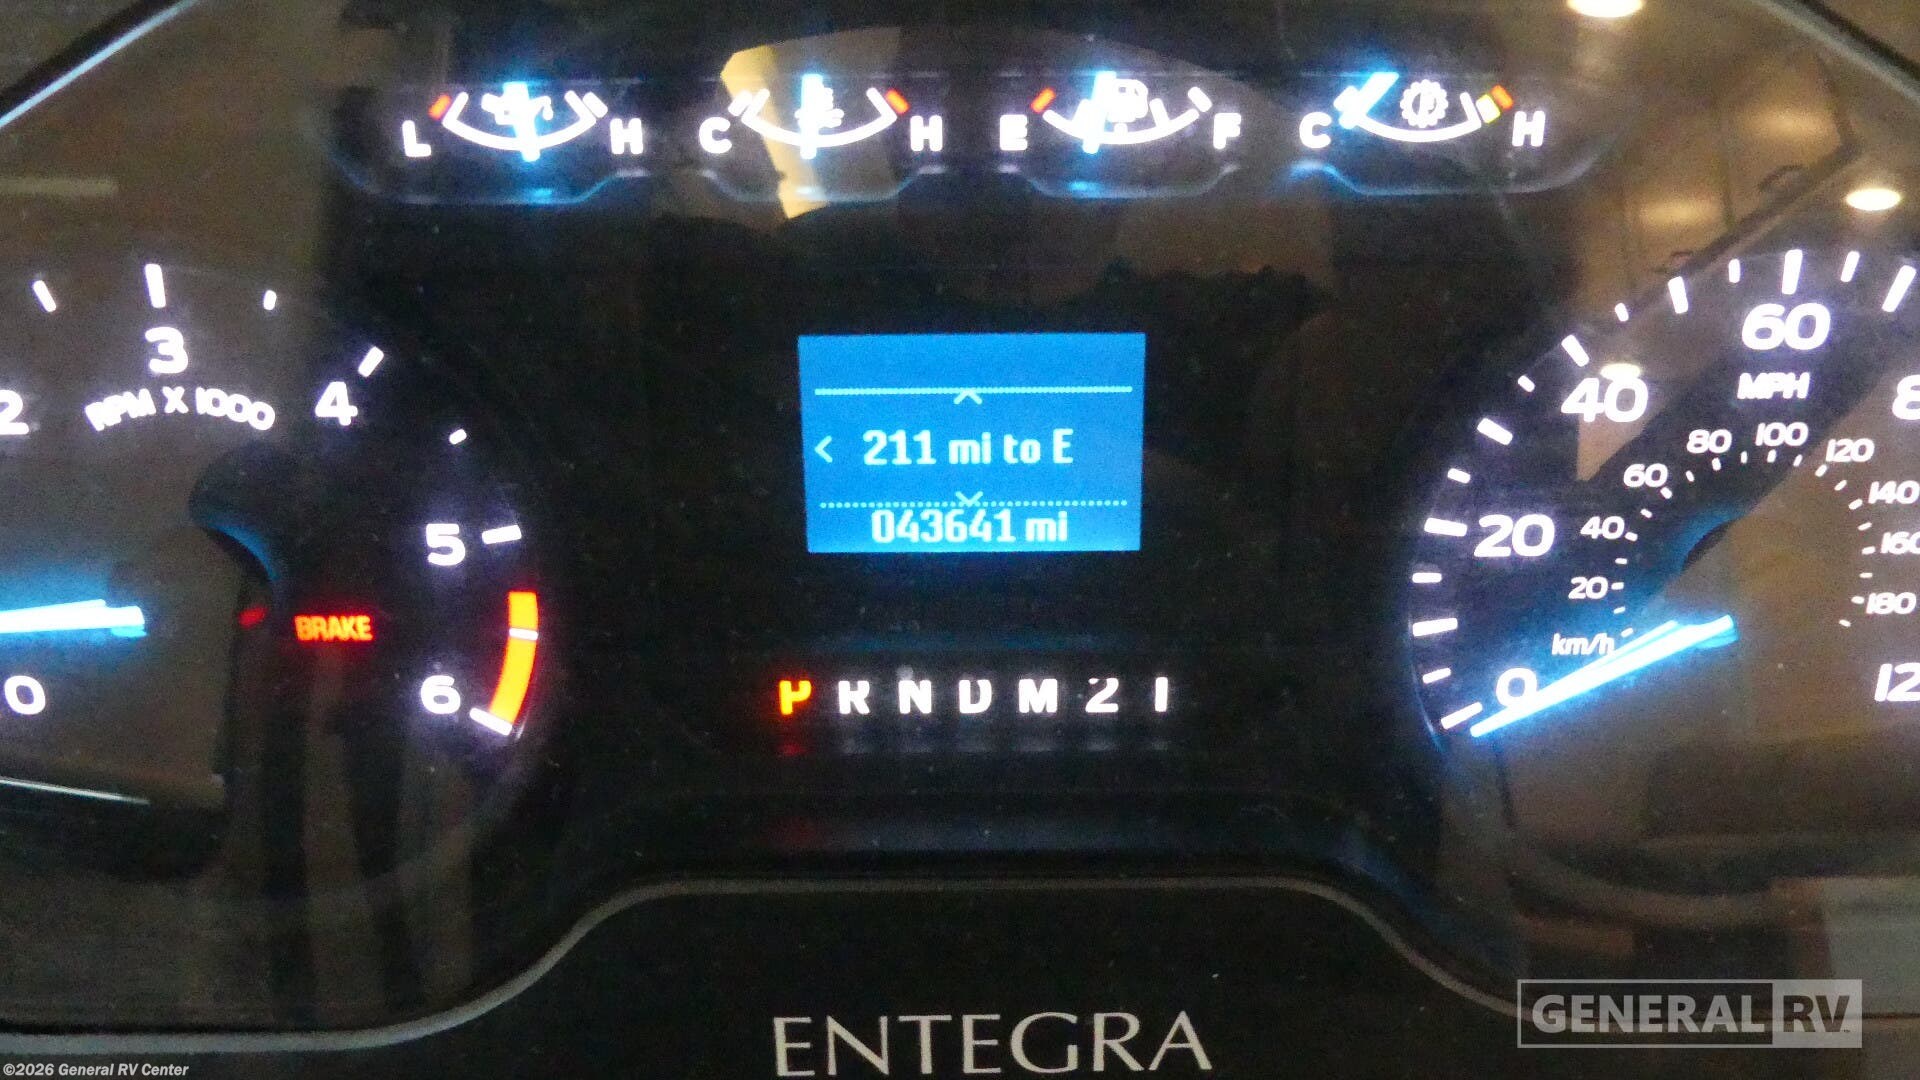 L H C H E F C H
2 3 4 5 6 0
RPM X 1000
BRAKE
211 mi to E
043641 mi
P R N D M 2 1
0 20 40 60
MPH
20 40 60 80 100 120 140 160 180
km/h
ENTEGRA
GENERAL RV
©2026 General RV Center